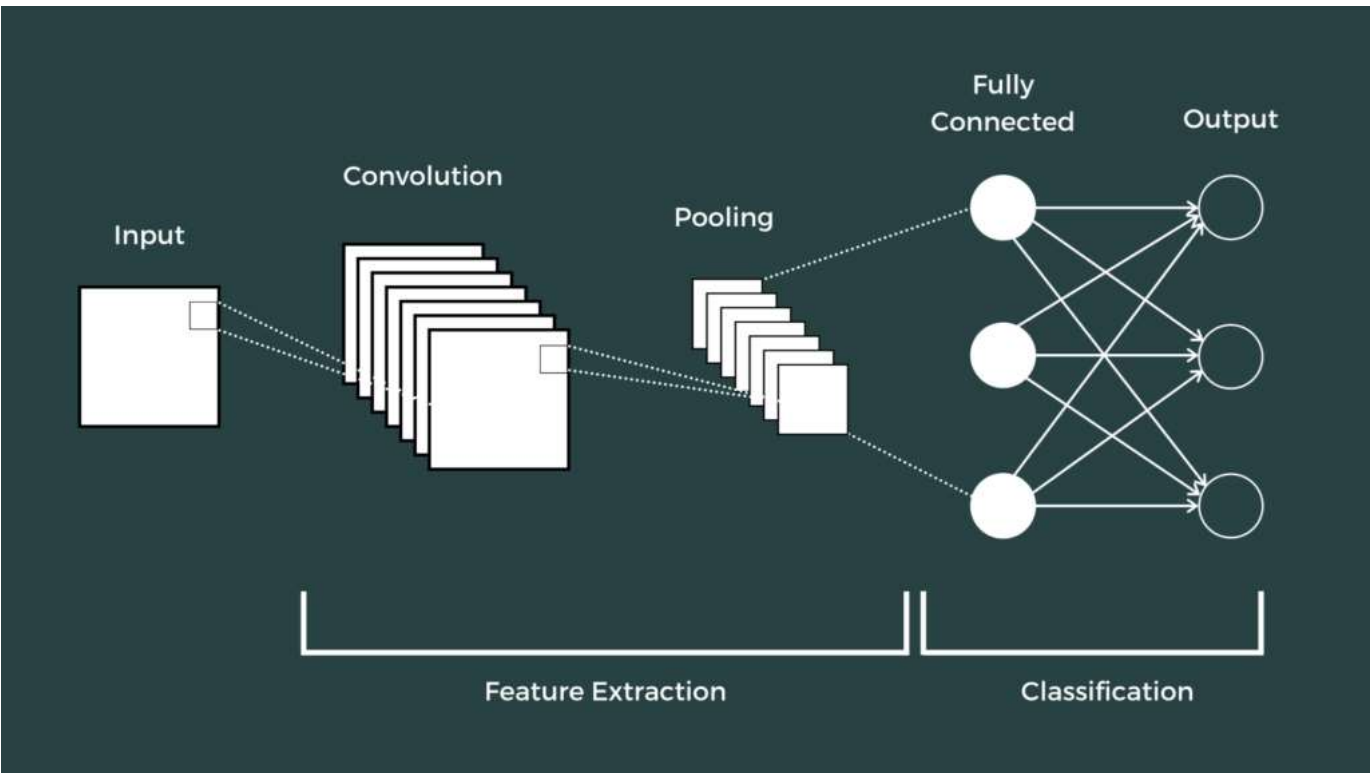 Input
Convolution
Pooling
Fully
Connected
Output
Feature Extraction
Classification